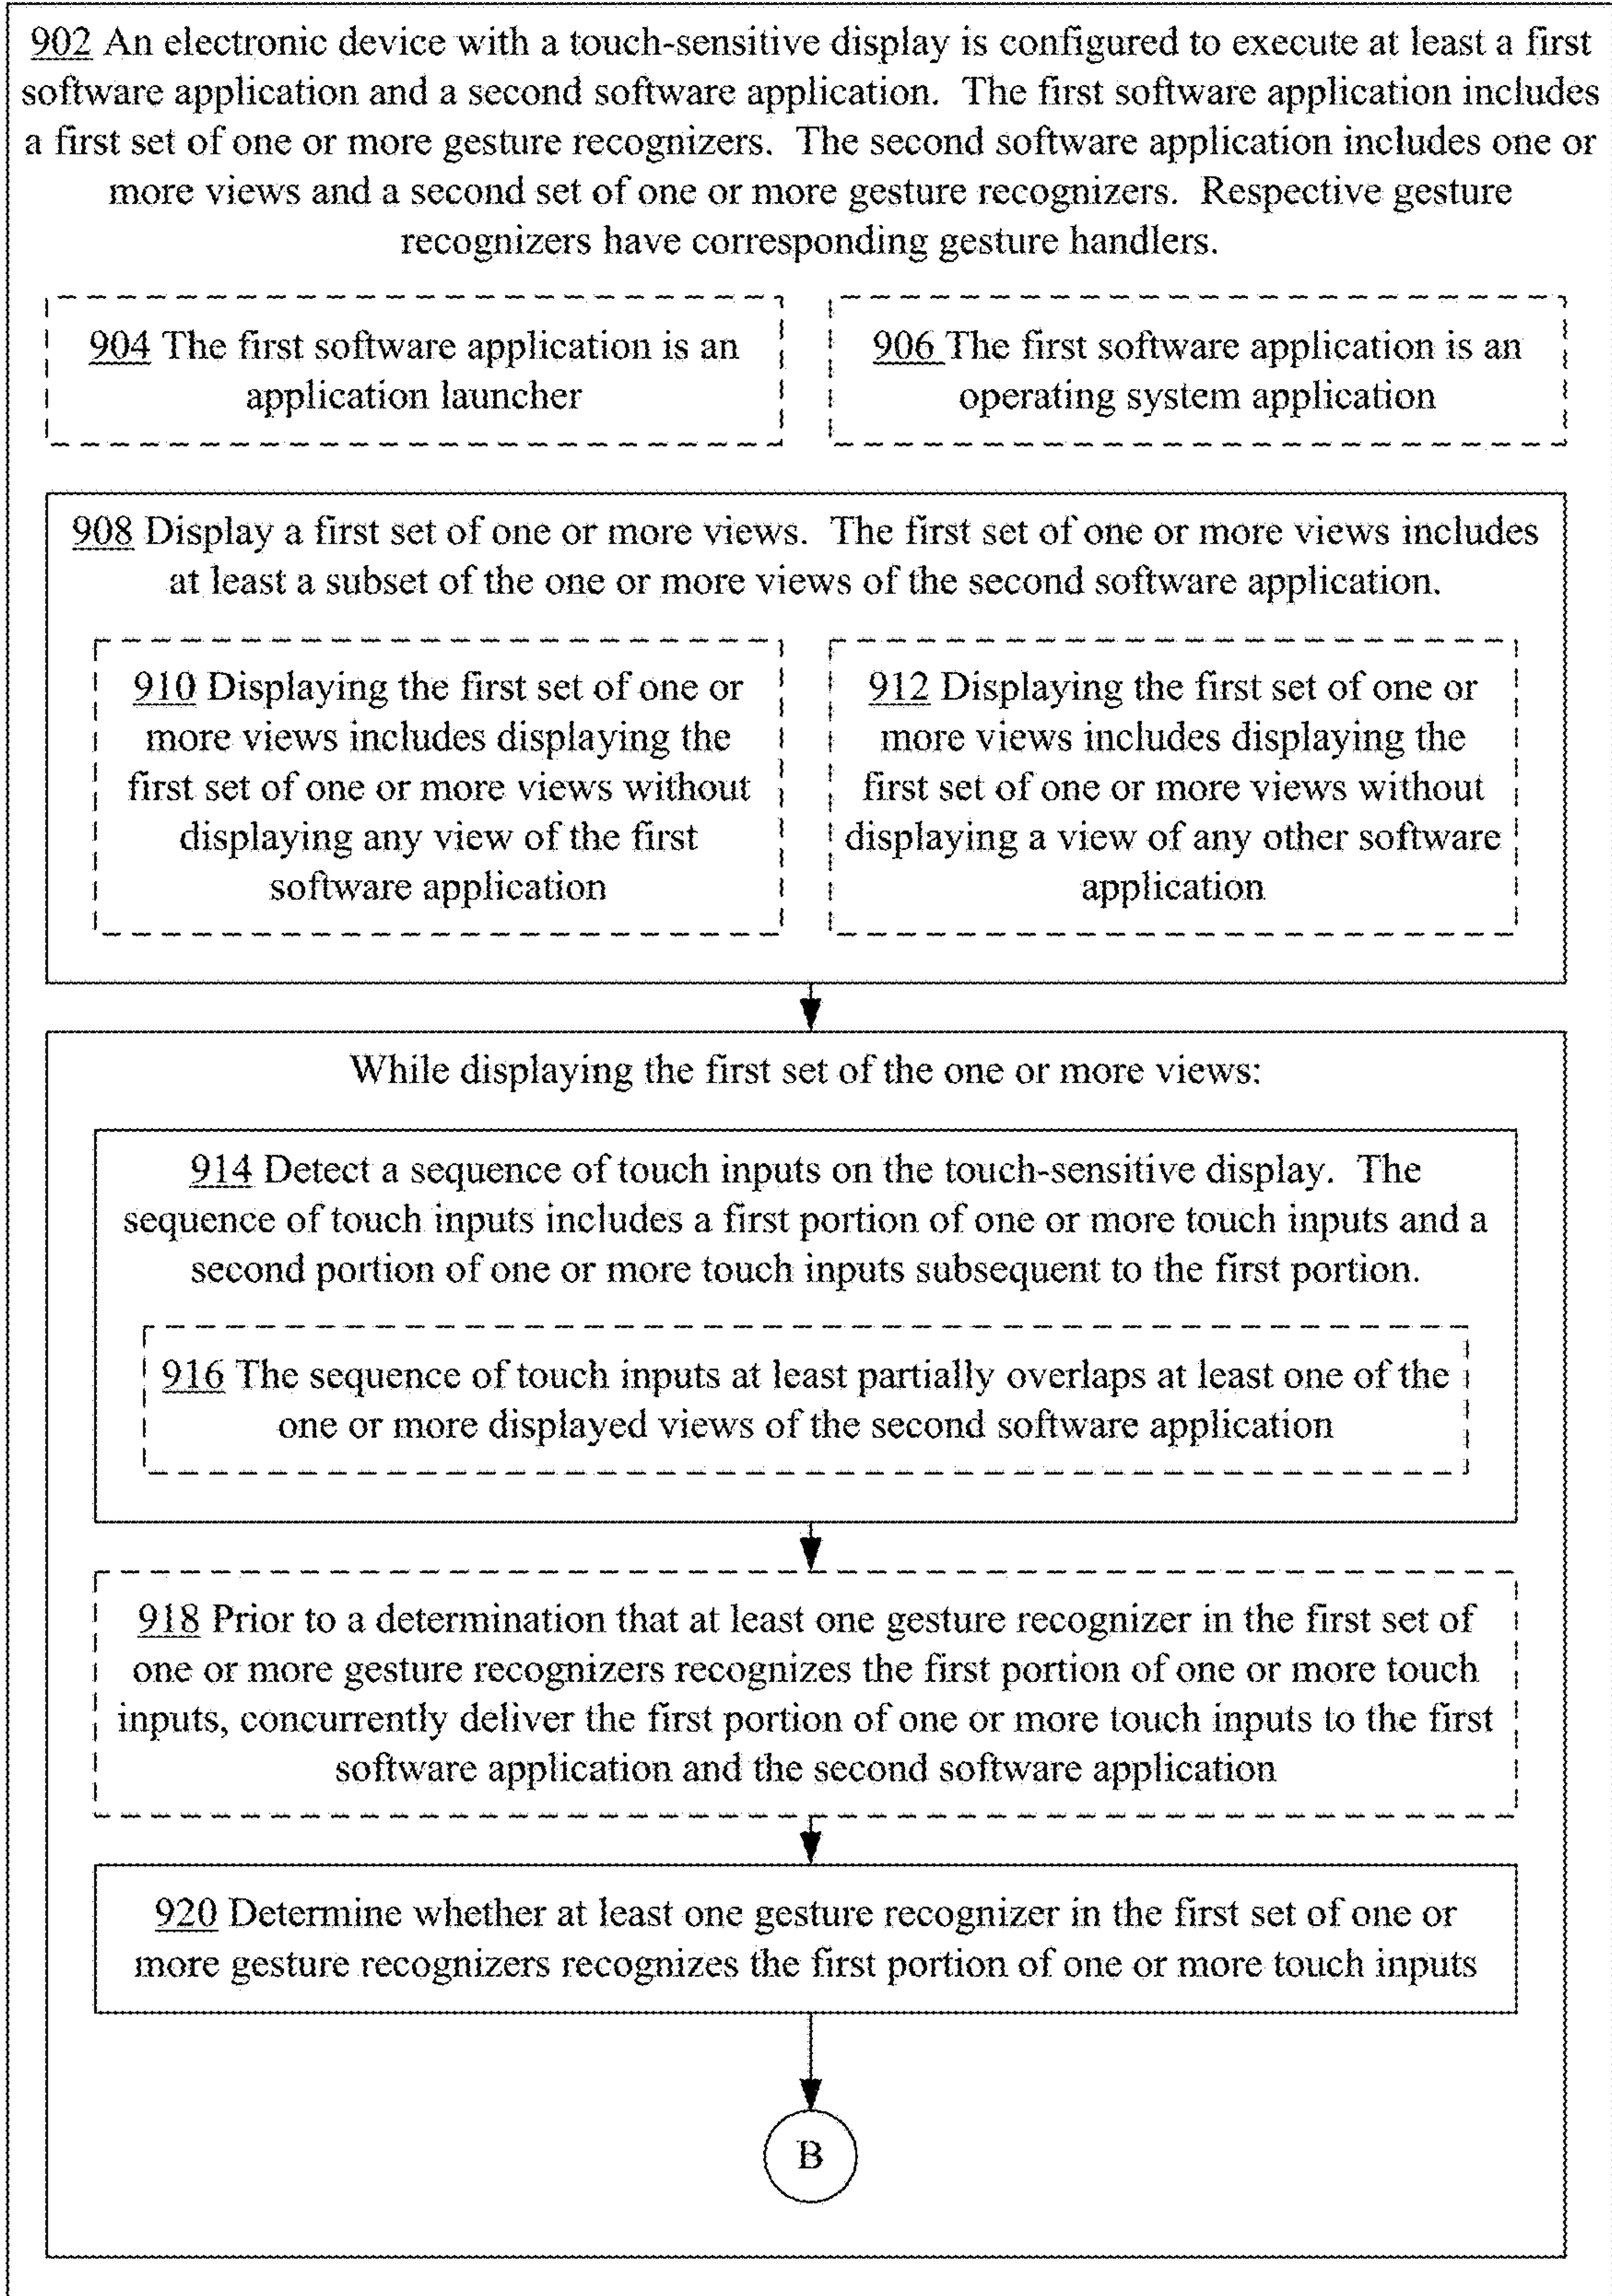 902 An electronic device with a touch-sensitive display is configured to execute at least a first
software application and a second software application. The first software application includes
a first set of one or more gesture recognizers. The second software application includes one or
more views and a second set of one or more gesture recognizers. Respective gesture
recognizers have corresponding gesture handlers.
904 The first software application is an
application launcher
906 The first software application is an
operating system application
908 Display a first set of one or more views. The first set of one or more views includes
at least a subset of the one or more views of the second software application.
910 Displaying the first set of one or
more views includes displaying the
first set of one or more views without
displaying any view of the first
software application
912 Displaying the first set of one or
more views includes displaying the
first set of one or more views without
displaying a view of any other software
application
While displaying the first set of the one or more views:
914 Detect a sequence of touch inputs on the touch-sensitive display. The
sequence of touch inputs includes a first portion of one or more touch inputs and a
second portion of one or more touch inputs subsequent to the first portion.
916 The sequence of touch inputs at least partially overlaps at least one of the
one or more displayed views of the second software application
918 Prior to a determination that at least one gesture recognizer in the first set of
one or more gesture recognizers recognizes the first portion of one or more touch
inputs, concurrently deliver the first portion of one or more touch inputs to the first
software application and the second software application
920 Determine whether at least one gesture recognizer in the first set of one or
more gesture recognizers recognizes the first portion of one or more touch inputs
B